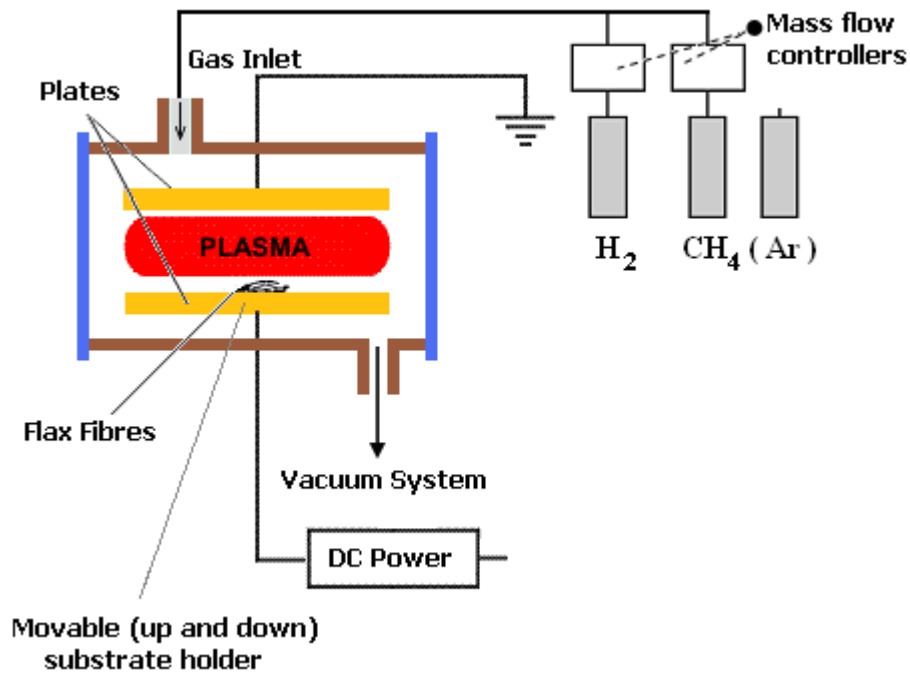 Mass flow
controllers
Gas Inlet
Plates
PLASMA
H2 CH4 ( Ar )
Flax Fibres
Vacuum System
DC Power
Movable (up and down)
substrate holder